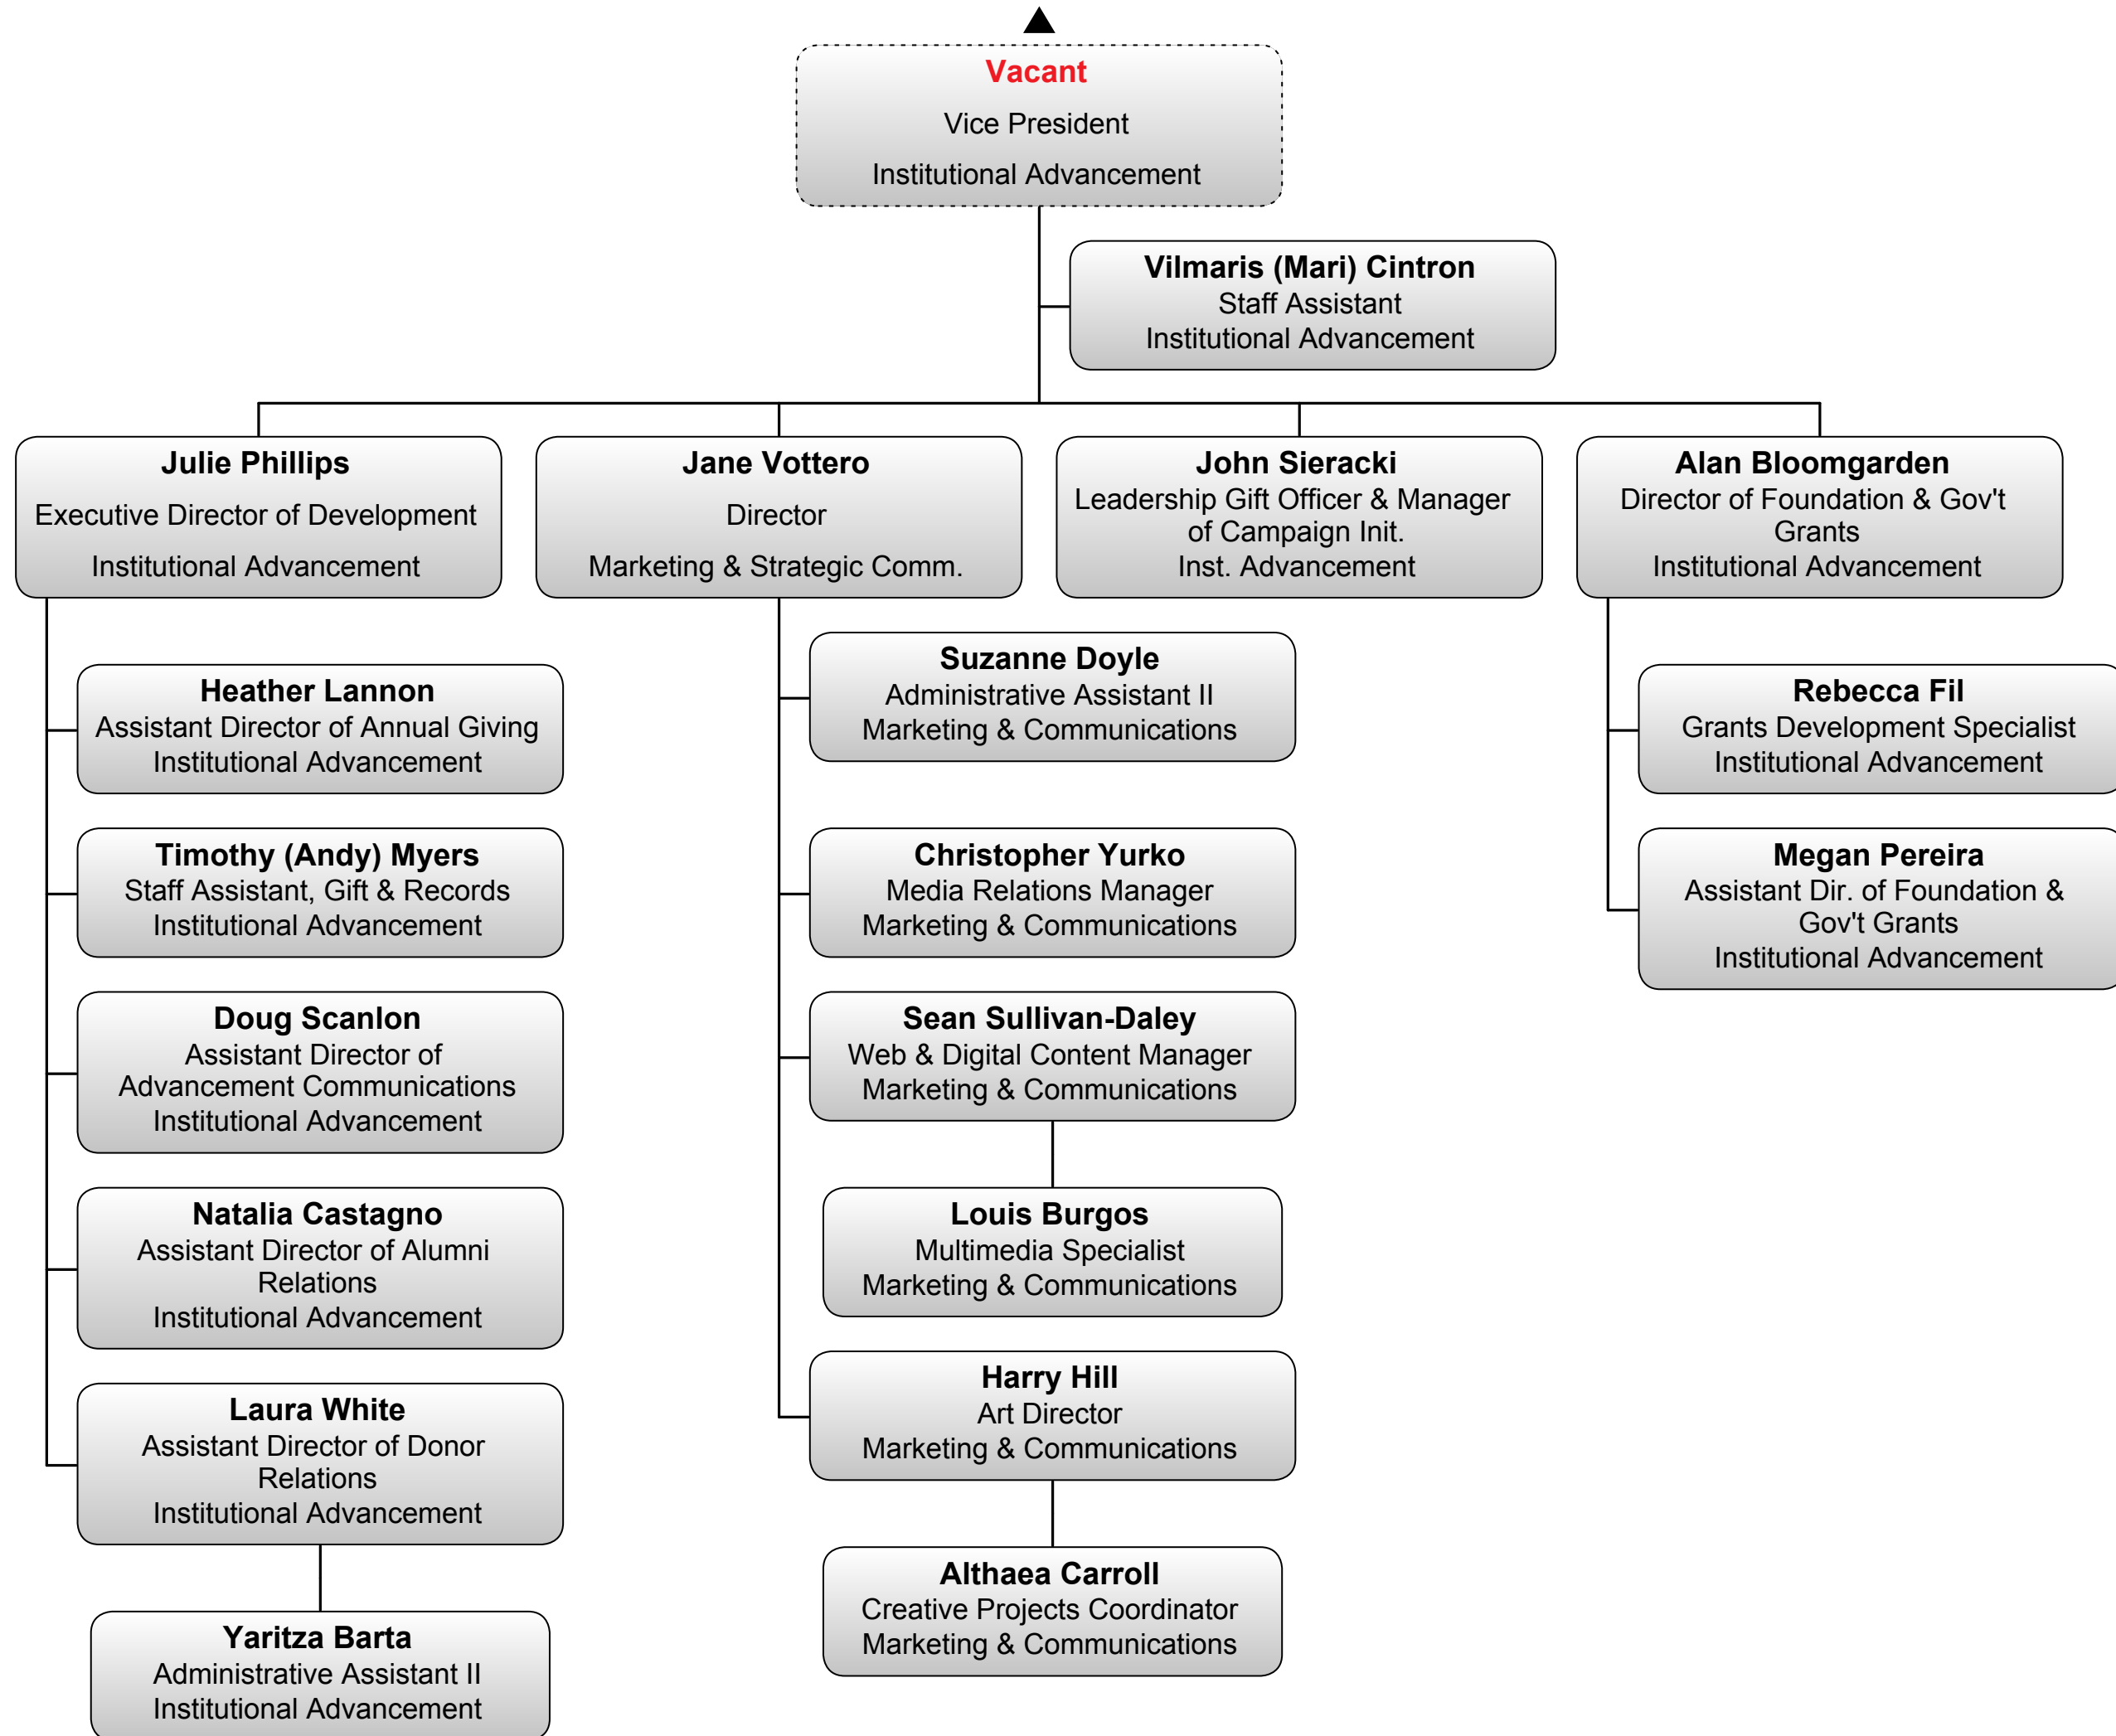 Vacant
Vice President
Institutional Advancement
Vilmaris (Mari) Cintron
Staff Assistant
Institutional Advancement
Julie Phillips
Executive Director of Development
Institutional Advancement
Jane Vottero
Director
Marketing & Strategic Comm.
John Sieracki
Leadership Gift Officer & Manager
of Campaign Init.
Inst. Advancement
Alan Bloomgarden
Director of Foundation & Gov't
Grants
Institutional Advancement
Heather Lannon
Assistant Director of Annual Giving
Institutional Advancement
Timothy (Andy) Myers
Staff Assistant, Gift & Records
Institutional Advancement
Doug Scanlon
Assistant Director of
Advancement Communications
Institutional Advancement
Natalia Castagno
Assistant Director of Alumni
Relations
Institutional Advancement
Laura White
Assistant Director of Donor
Relations
Institutional Advancement
Yaritza Barta
Administrative Assistant II
Institutional Advancement
Suzanne Doyle
Administrative Assistant II
Marketing & Communications
Christopher Yurko
Media Relations Manager
Marketing & Communications
Sean Sullivan-Daley
Web & Digital Content Manager
Marketing & Communications
Louis Burgos
Multimedia Specialist
Marketing & Communications
Harry Hill
Art Director
Marketing & Communications
Althaea Carroll
Creative Projects Coordinator
Marketing & Communications
Rebecca Fil
Grants Development Specialist
Institutional Advancement
Megan Pereira
Assistant Dir. of Foundation &
Gov't Grants
Institutional Advancement